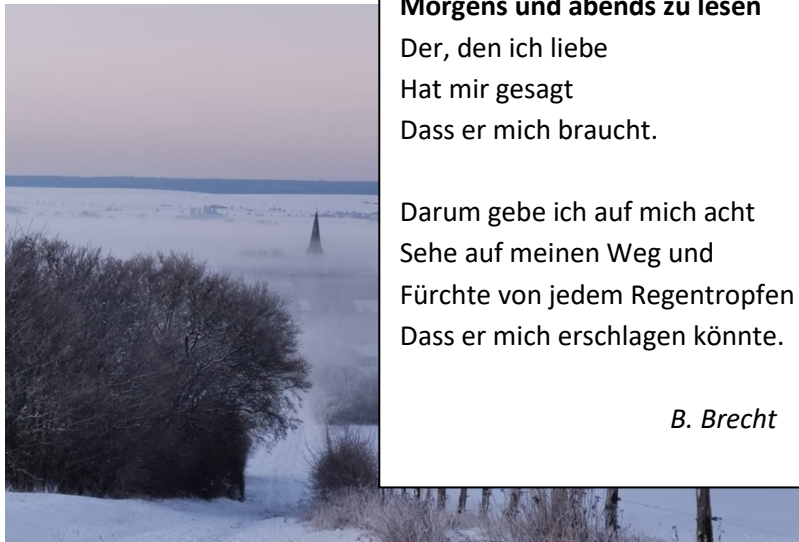 Morgens und abends zu lesen
Der, den ich liebe
Hat mir gesagt
Dass er mich braucht.
Darum gebe ich auf mich acht
Sehe auf meinen Weg und
Fürchte von jedem Regentropfen
Dass er mich erschlagen könnte.
B. Brecht